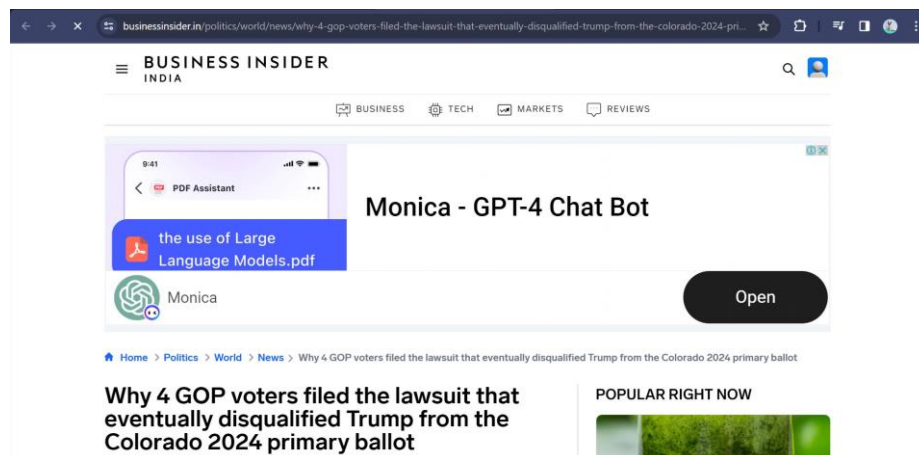 businessinsider.in/politics/world/news/why-4-gop-voters-filed-the-lawsuit-that-eventually-disqualified-trump-from-the-colorado-2024-pri...
BUSINESS INSIDER
INDIA
BUSINESS TECH MARKETS REVIEWS
9:41
PDF Assistant
the use of Large
Language Models.pdf
Monica - GPT-4 Chat Bot
Monica
Open
Home > Politics > World > News > Why 4 GOP voters filed the lawsuit that eventually disqualified Trump from the Colorado 2024 primary ballot
Why 4 GOP voters filed the lawsuit that
eventually disqualified Trump from the
Colorado 2024 primary ballot
POPULAR RIGHT NOW